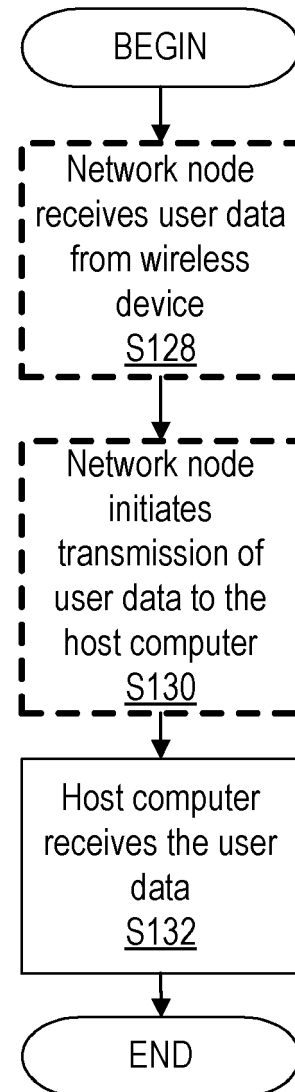 BEGIN
Network node
receives user data
from wireless
device
S128
Network node
initiates
transmission of
user data to the
host computer
S130
Host computer
receives the user
data
S132
END